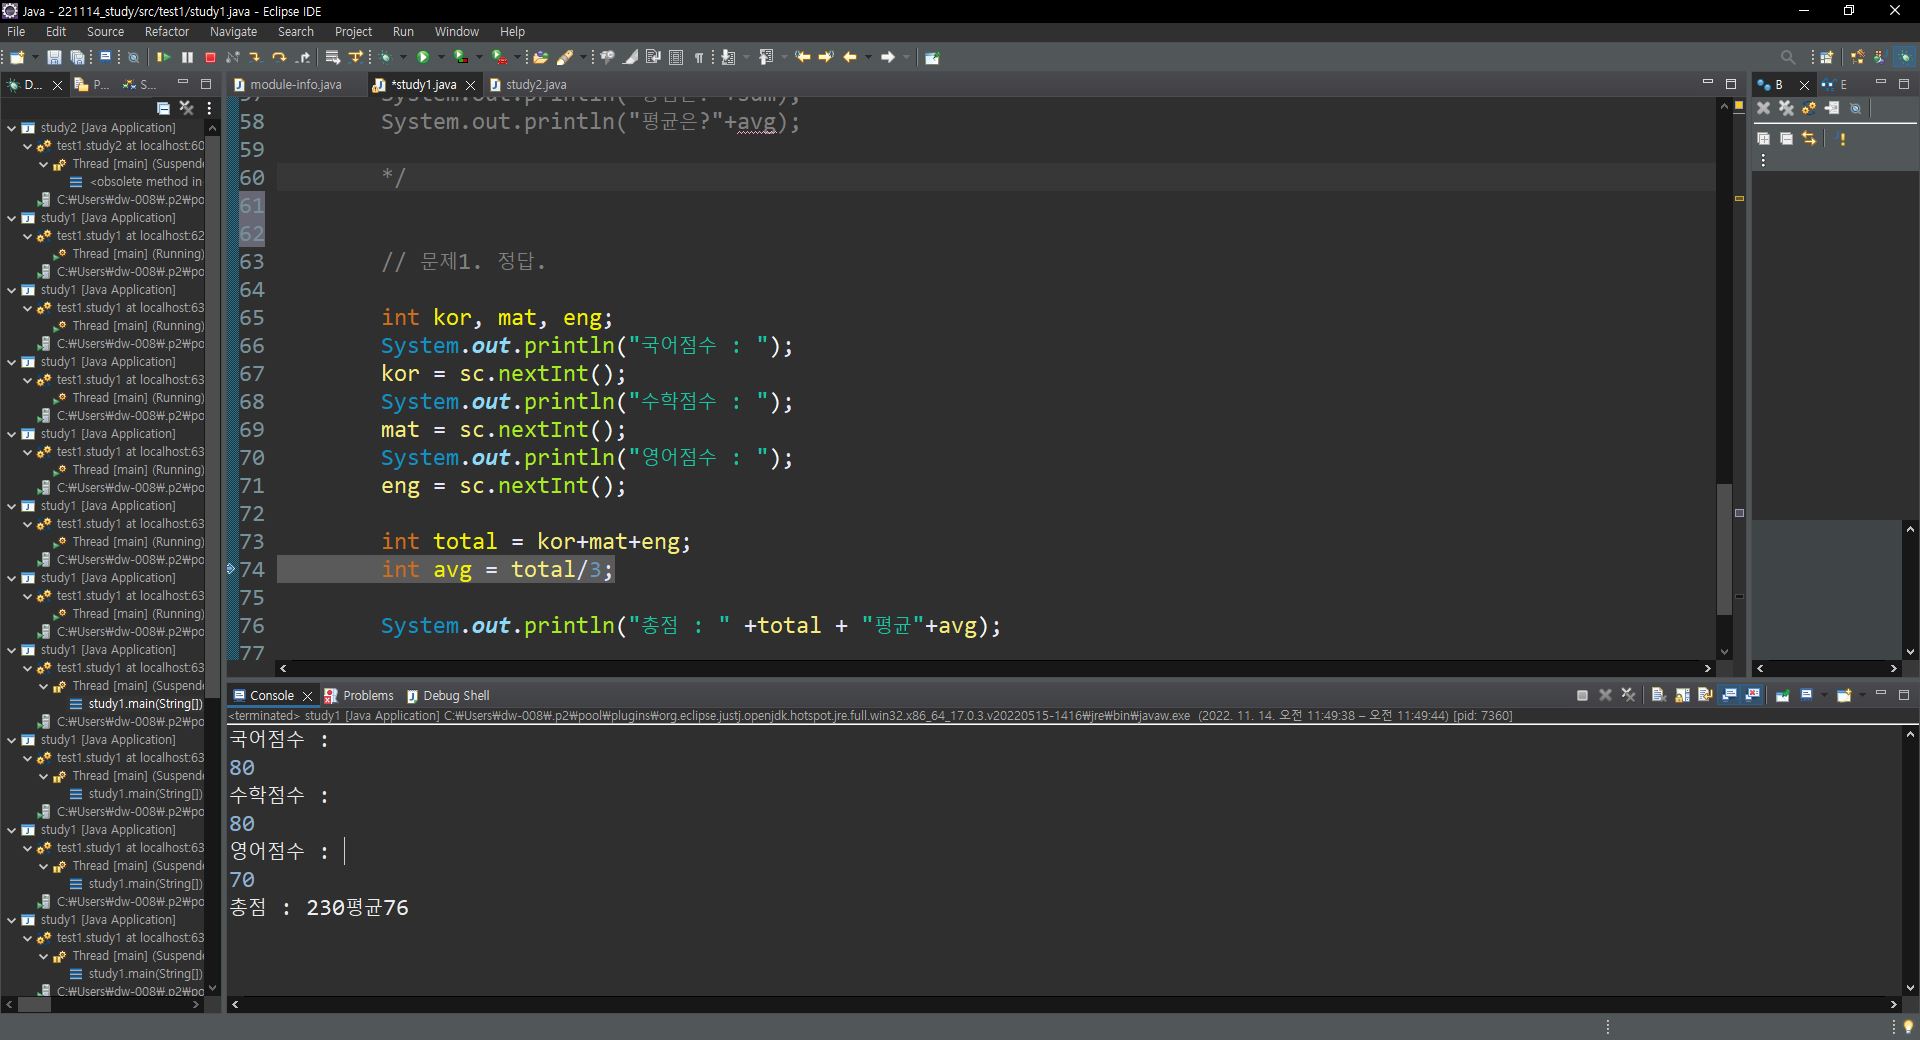 Java - 221114_study/src/test1/study1.java - Eclipse IDE
File Edit Source Refactor Navigate Search Project Run Window Help
D... P... S...
module-info.java *study1.java study2.java
B E
study2 [Java Application]
test1.study2 at localhost:60
Thread [main] (Suspende
<obsolete method in
C:₩Users₩dw-008₩.p2₩po
study1 [Java Application]
test1.study1 at localhost:62
Thread [main] (Running)
C:₩Users₩dw-008₩.p2₩po
study1 [Java Application]
test1.study1 at localhost:63
Thread [main] (Running)
C:₩Users₩dw-008₩.p2₩po
study1 [Java Application]
test1.study1 at localhost:63
Thread [main] (Running)
C:₩Users₩dw-008₩.p2₩po
study1 [Java Application]
test1.study1 at localhost:63
Thread [main] (Running)
C:₩Users₩dw-008₩.p2₩po
study1 [Java Application]
test1.study1 at localhost:63
Thread [main] (Running)
C:₩Users₩dw-008₩.p2₩po
study1 [Java Application]
test1.study1 at localhost:63
Thread [main] (Running)
C:₩Users₩dw-008₩.p2₩po
study1 [Java Application]
test1.study1 at localhost:63
Thread [main] (Suspende
study1.main(String[])
C:₩Users₩dw-008₩.p2₩po
study1 [Java Application]
test1.study1 at localhost:63
Thread [main] (Suspende
study1.main(String[])
C:₩Users₩dw-008₩.p2₩po
study1 [Java Application]
test1.study1 at localhost:63
Thread [main] (Suspende
study1.main(String[])
C:₩Users₩dw-008₩.p2₩po
study1 [Java Application]
test1.study1 at localhost:63
Thread [main] (Suspende
study1.main(String[])
C:₩Users₩dw-008₩.p2₩po
57 System.out.println("총점은?"+sum);
58 System.out.println("평균은?"+avg);
59
60 */
61
62
63 // 문제1. 정답.
64
65 int kor, mat, eng;
66 System.out.println("국어점수 : ");
67 kor = sc.nextInt();
68 System.out.println("수학점수 : ");
69 mat = sc.nextInt();
70 System.out.println("영어점수 : ");
71 eng = sc.nextInt();
72
73 int total = kor+mat+eng;
74 int avg = total/3;
75
76 System.out.println("총점 : " +total + "평균"+avg);
77
Console Problems Debug Shell
<terminated> study1 [Java Application] C:₩Users₩dw-008₩.p2₩pool₩plugins₩org.eclipse.justj.openjdk.hotspot.jre.full.win32.x86_64_17.0.3.v20220515-1416₩jre₩bin₩javaw.exe (2022. 11. 14. 오전 11:49:38 – 오전 11:49:44) [pid: 7360]
국어점수 :
80
수학점수 :
80
영어점수 :
70
총점 : 230평균76